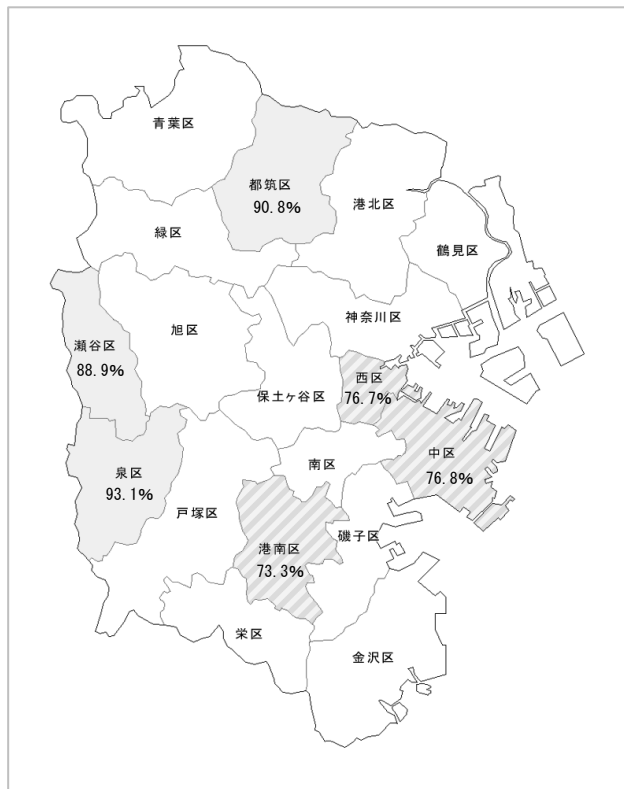 青葉区
都筑区
90.8%
港北区
緑区
鶴見区
神奈川区
旭区
瀬谷区
88.9%
西区
76.7%
保土ヶ谷区
中区
76.8%
南区
泉区
93.1%
戸塚区
磯子区
港南区
73.3%
栄区
金沢区